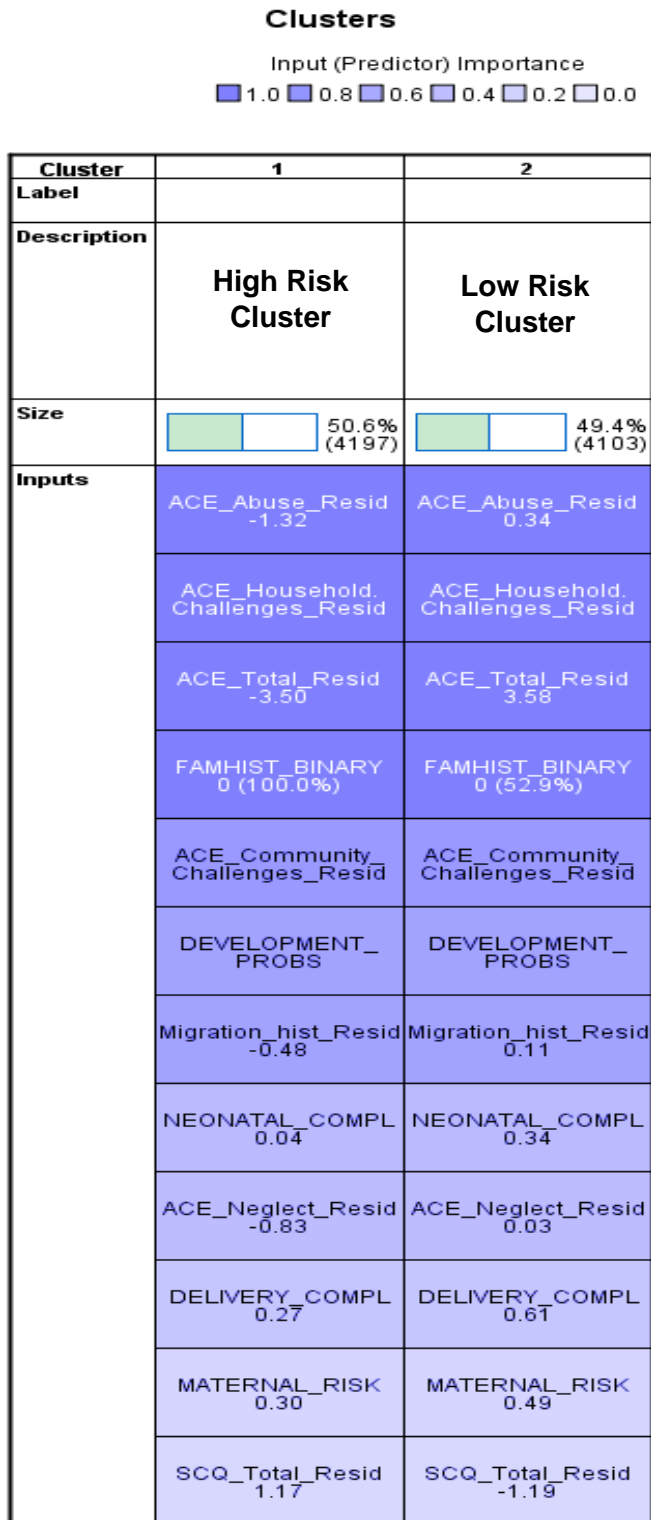 Clusters
Input (Predictor) Importance
1.0 0.8 0.6 0.4 0.2 0.0
Cluster 1 2
Label
Description
High Risk
Cluster
Low Risk
Cluster
Size
50.6%
(4197)
49.4%
(4103)
Inputs
ACE_Abuse_Resid
-1.32
ACE_Abuse_Resid
0.34
ACE_Household.
Challenges_Resid
ACE_Household.
Challenges_Resid
ACE_Total_Resid
-3.50
ACE_Total_Resid
3.58
FAMHIST_BINARY
0 (100.0%)
FAMHIST_BINARY
0 (52.9%)
ACE_Community_
Challenges_Resid
ACE_Community_
Challenges_Resid
DEVELOPMENT_
PROBS
DEVELOPMENT_
PROBS
Migration_hist_Resid
-0.48
Migration_hist_Resid
0.11
NEONATAL_COMPL
0.04
NEONATAL_COMPL
0.34
ACE_Neglect_Resid
-0.83
ACE_Neglect_Resid
0.03
DELIVERY_COMPL
0.27
DELIVERY_COMPL
0.61
MATERNAL_RISK
0.30
MATERNAL_RISK
0.49
SCQ_Total_Resid
1.17
SCQ_Total_Resid
-1.19